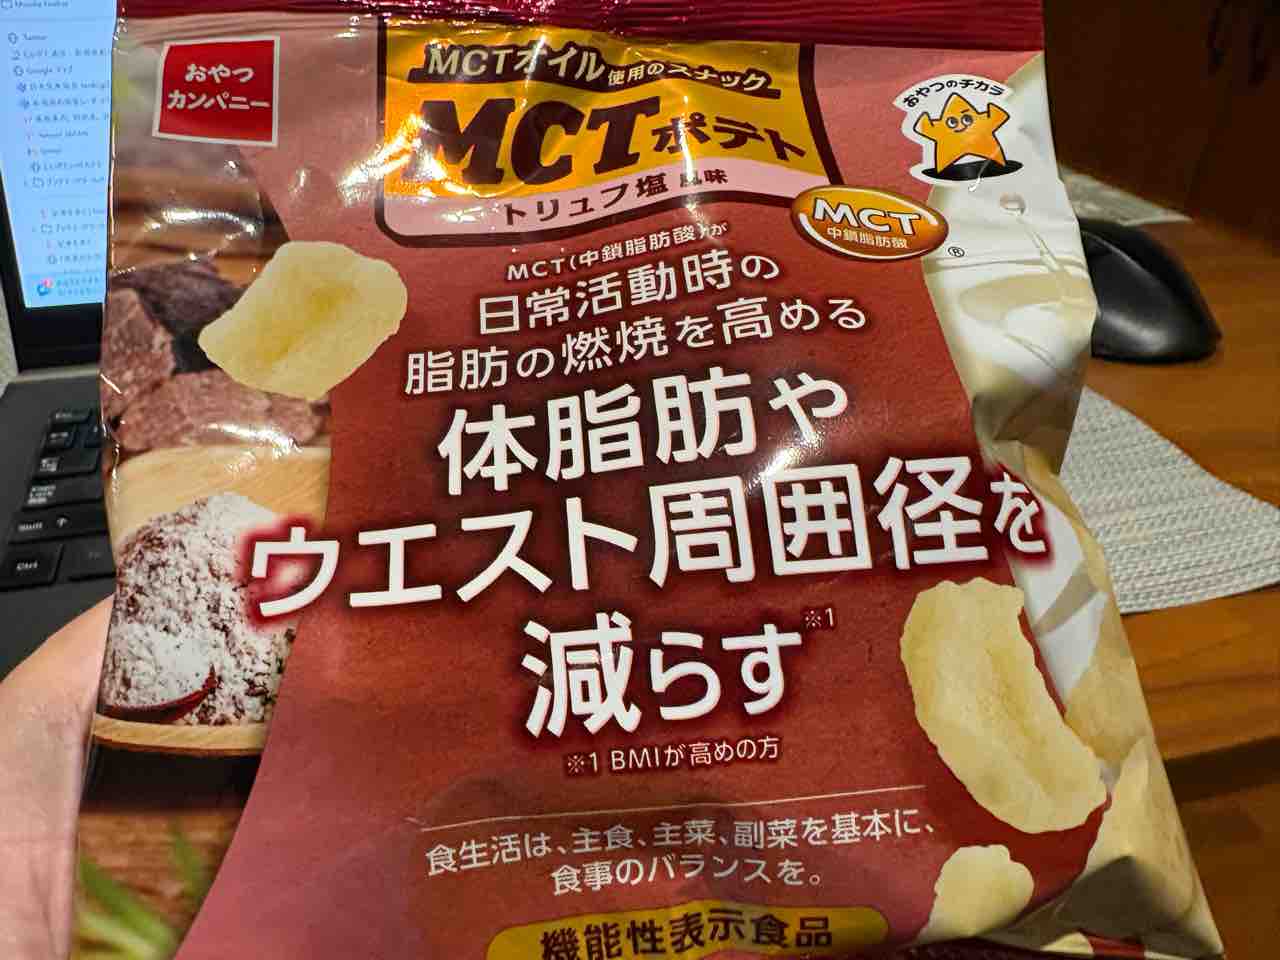 おやつ
カンパニー
MCTオイル使用のスナック
MCTポテト
トリュフ塩風味
おやつのチカラ
MCT
中鎖脂肪酸
®
MCT(中鎖脂肪酸)が
日常活動時の
脂肪の燃焼を高める
体脂肪や
ウエスト周囲径を
減らす※1
※1 BMIが高めの方
食生活は、主食、主菜、副菜を基本に、
食事のバランスを。
機能性表示食品
Twitter
Shift
Ctrl